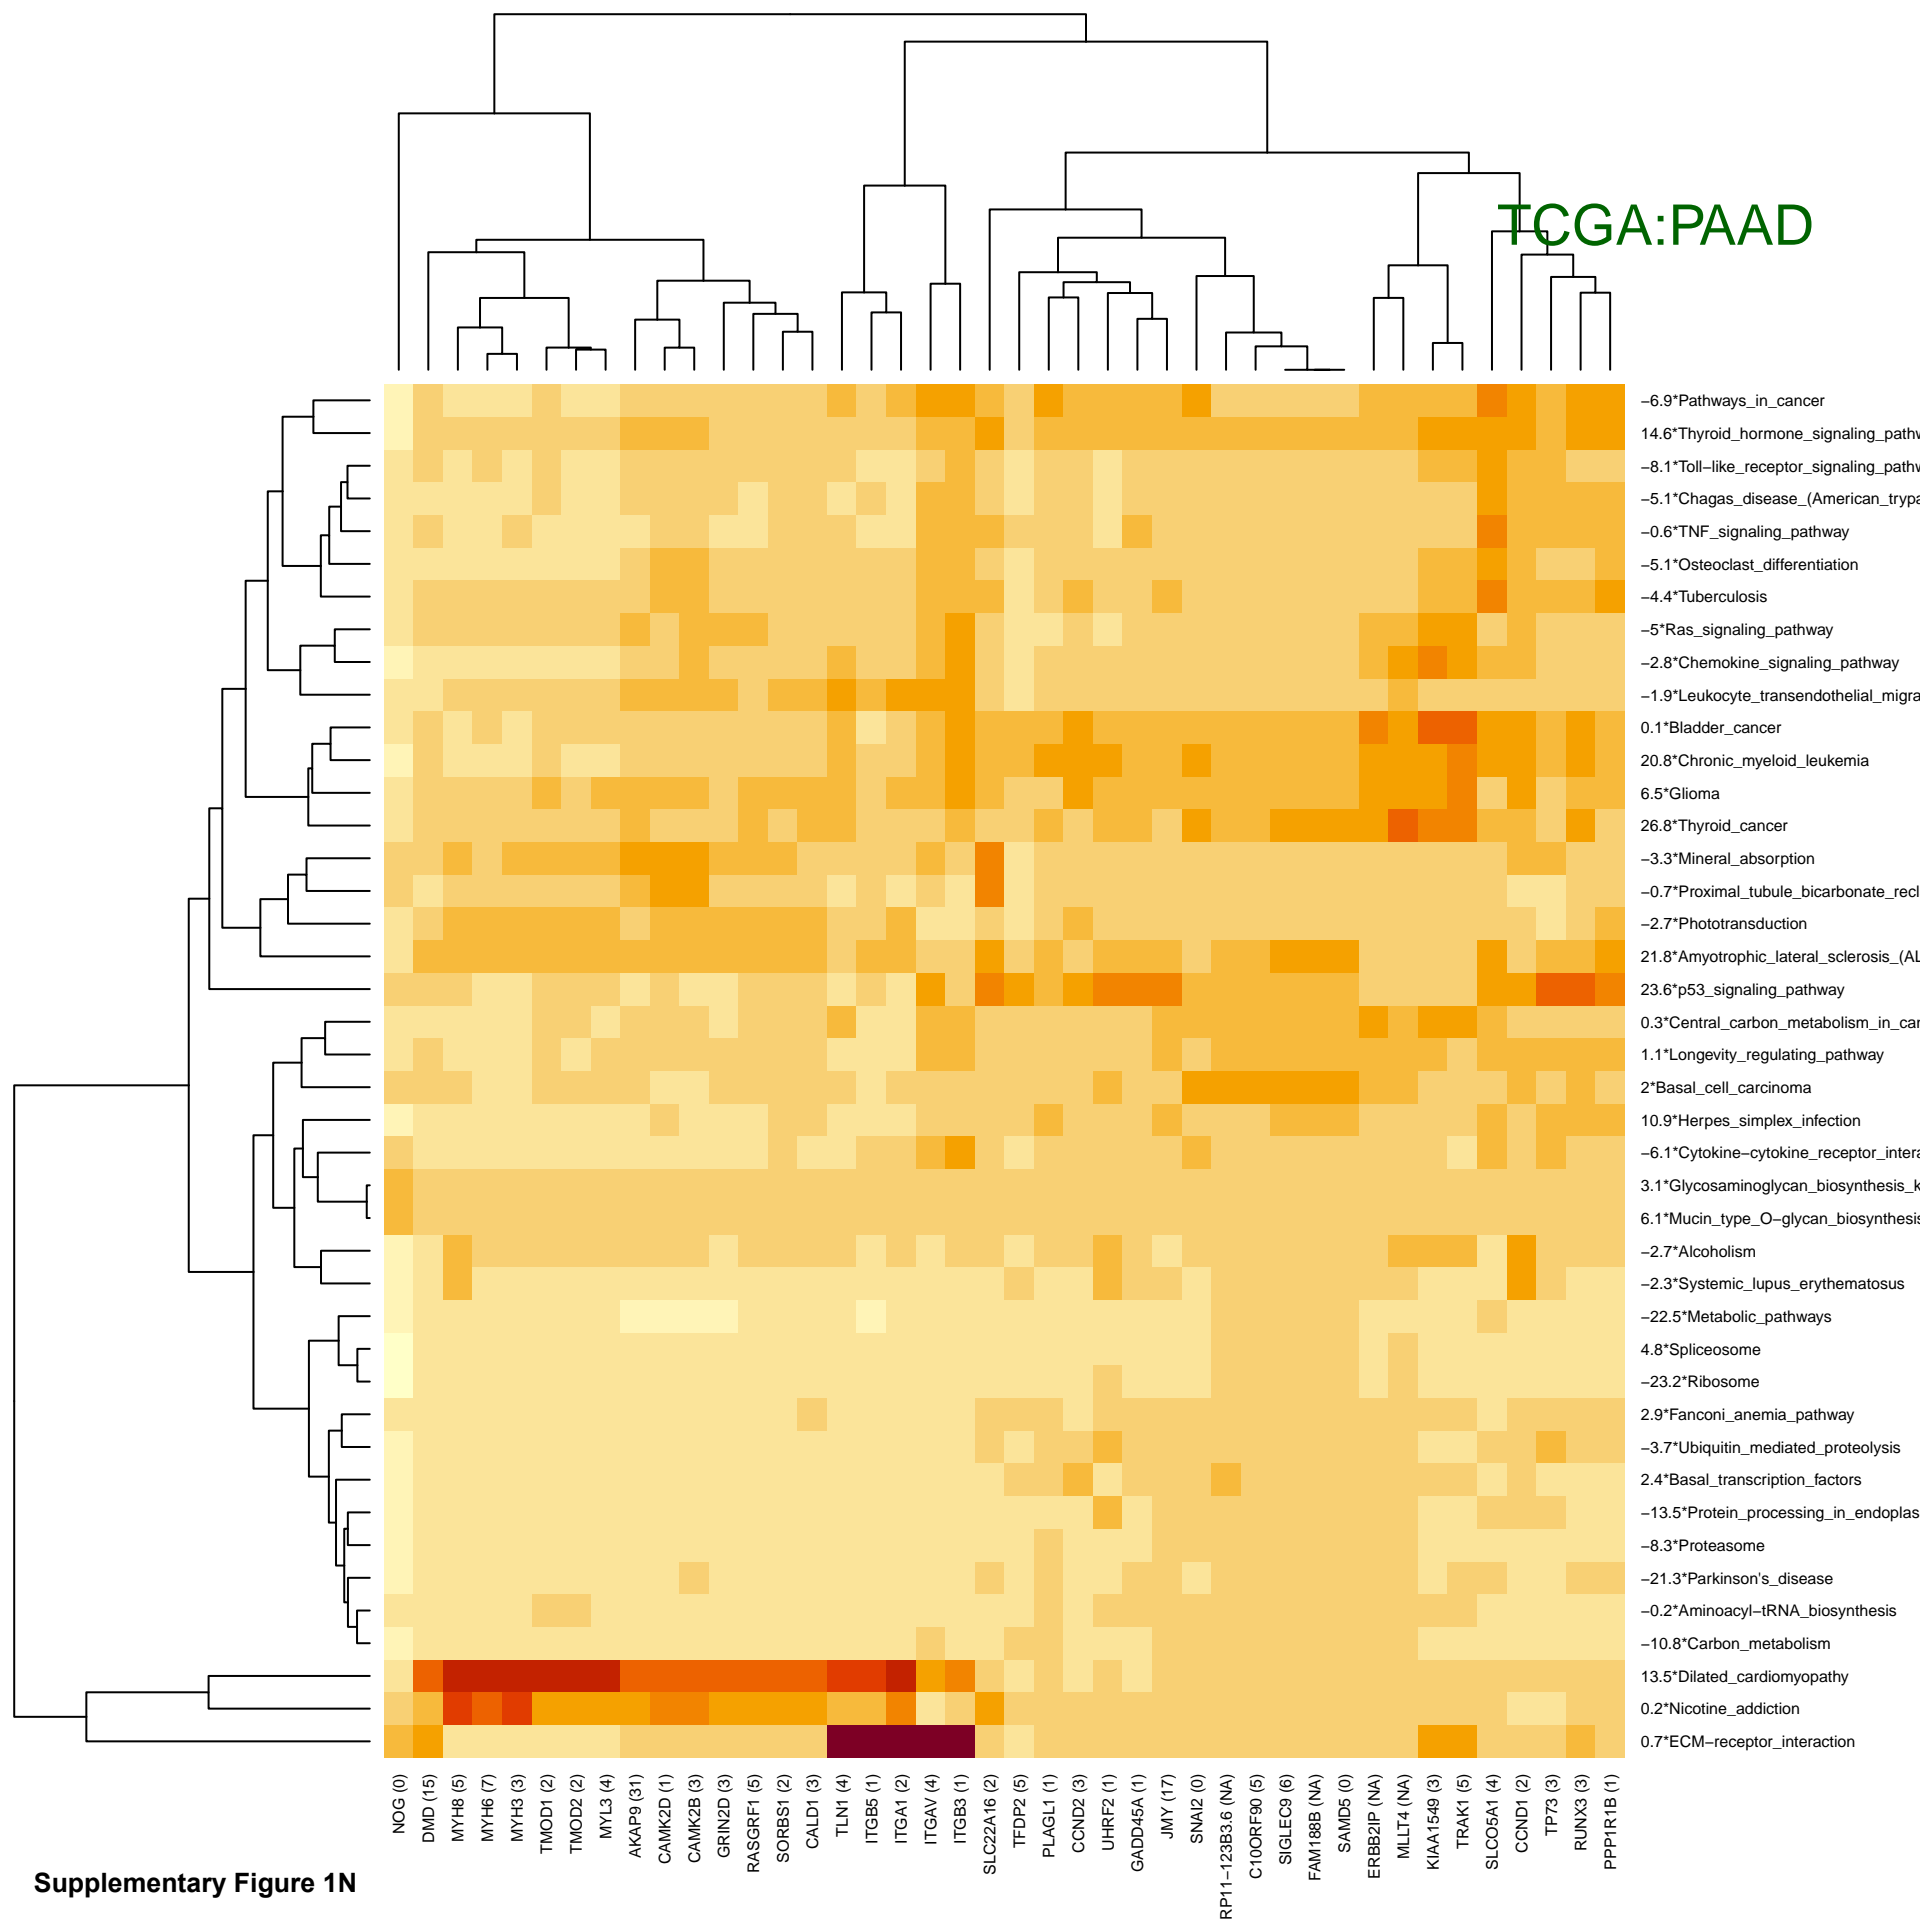 TCGA:PAAD
−6.9*Pathways_in_cancer
14.6*Thyroid_hormone_signaling_pathw
−8.1*Toll−like_receptor_signaling_pathw
−5.1*Chagas_disease_(American_trypa
−0.6*TNF_signaling_pathway
−5.1*Osteoclast_differentiation
−4.4*Tuberculosis
−5*Ras_signaling_pathway
−2.8*Chemokine_signaling_pathway
−1.9*Leukocyte_transendothelial_migra
0.1*Bladder_cancer
20.8*Chronic_myeloid_leukemia
6.5*Glioma
26.8*Thyroid_cancer
−3.3*Mineral_absorption
−0.7*Proximal_tubule_bicarbonate_recl
−2.7*Phototransduction
21.8*Amyotrophic_lateral_sclerosis_(AL
23.6*p53_signaling_pathway
0.3*Central_carbon_metabolism_in_can
1.1*Longevity_regulating_pathway
2*Basal_cell_carcinoma
10.9*Herpes_simplex_infection
−6.1*Cytokine−cytokine_receptor_intera
3.1*Glycosaminoglycan_biosynthesis_k
6.1*Mucin_type_O−glycan_biosynthesis
−2.7*Alcoholism
−2.3*Systemic_lupus_erythematosus
−22.5*Metabolic_pathways
4.8*Spliceosome
−23.2*Ribosome
2.9*Fanconi_anemia_pathway
−3.7*Ubiquitin_mediated_proteolysis
2.4*Basal_transcription_factors
−13.5*Protein_processing_in_endoplas
−8.3*Proteasome
−21.3*Parkinson's_disease
−0.2*Aminoacyl−tRNA_biosynthesis
−10.8*Carbon_metabolism
13.5*Dilated_cardiomyopathy
0.2*Nicotine_addiction
0.7*ECM−receptor_interaction
NOG (0)
DMD (15)
MYH8 (5)
MYH6 (7)
MYH3 (3)
TMOD1 (2)
TMOD2 (2)
MYL3 (4)
AKAP9 (31)
CAMK2D (1)
CAMK2B (3)
GRIN2D (3)
RASGRF1 (5)
SORBS1 (2)
CALD1 (3)
TLN1 (4)
ITGB5 (1)
ITGA1 (2)
ITGAV (4)
ITGB3 (1)
SLC22A16 (2)
TFDP2 (5)
PLAGL1 (1)
CCND2 (3)
UHRF2 (1)
GADD45A (1)
JMY (17)
SNAI2 (0)
RP11−123B3.6 (NA)
C10ORF90 (5)
SIGLEC9 (6)
FAM188B (NA)
SAMD5 (0)
ERBB2IP (NA)
MLLT4 (NA)
KIAA1549 (3)
TRAK1 (5)
SLCO5A1 (4)
CCND1 (2)
TP73 (3)
RUNX3 (3)
PPP1R1B (1)
Supplementary Figure 1N